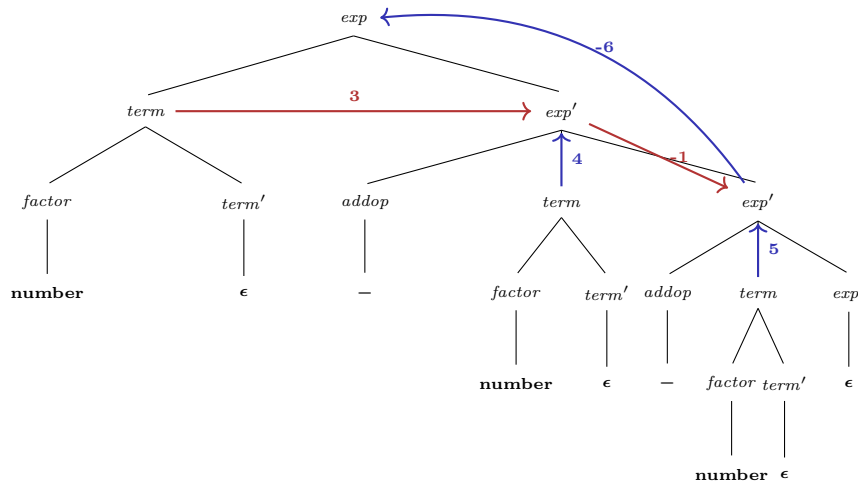 exp
-6
3
term exp′
4 -1
factor term′ addop term exp′
5
number ϵ − factor term′ addop term exp
number ϵ − factor term′ ϵ
number ϵ